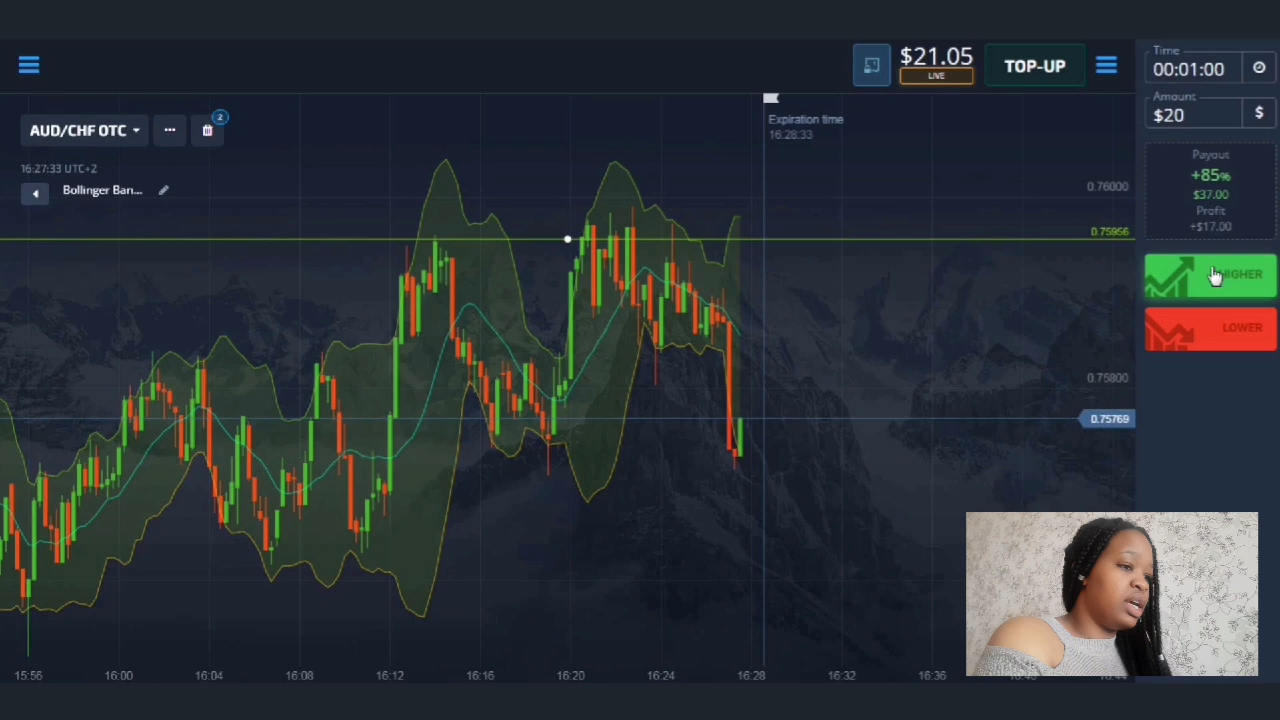 $21.05
LIVE
TOP-UP
Time
00:01:00
Amount
$20
$
AUD/CHF OTC
2
Expiration time
16:28:33
16:27:33 UTC+2
Bollinger Ban...
Payout
+85%
$37.00
Profit
+$17.00
0.76000
0.75956
HIGHER
LOWER
0.75800
0.75769
15:56 16:00 16:04 16:08 16:12 16:16 16:20 16:24 16:28 16:32 16:36